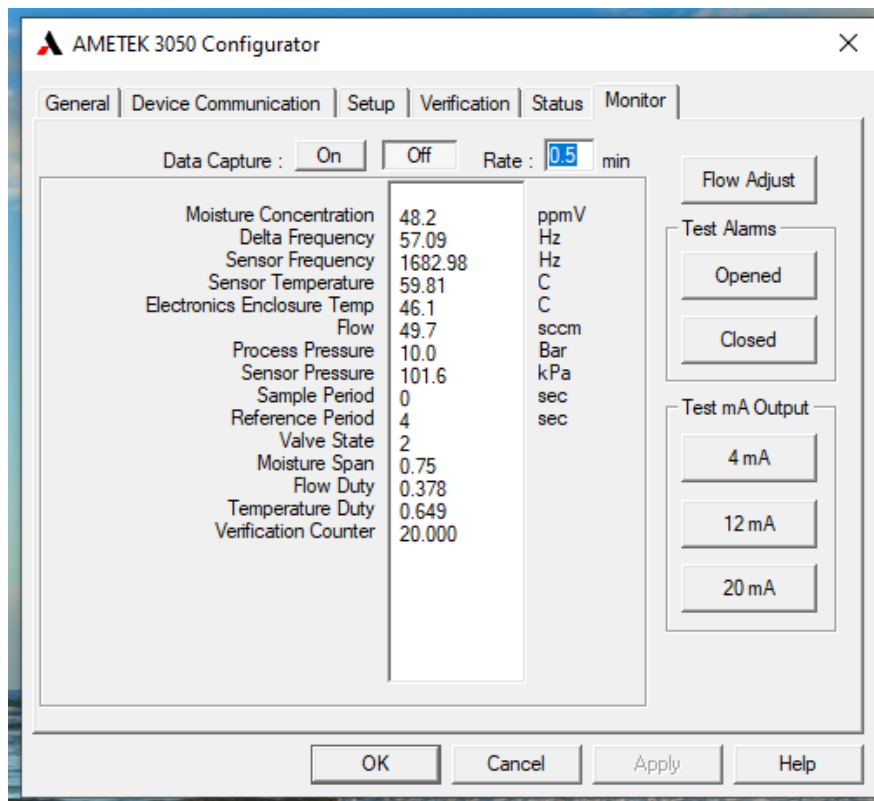 AMETEK 3050 Configurator
General Device Communication Setup Verification Status Monitor
Data Capture : On Off Rate : 0.5 min
Flow Adjust
Moisture Concentration 48.2 ppmV
Delta Frequency 57.09 Hz
Sensor Frequency 1682.98 Hz
Sensor Temperature 59.81 C
Electronics Enclosure Temp 46.1 C
Flow 49.7 sccm
Process Pressure 10.0 Bar
Sensor Pressure 101.6 kPa
Sample Period 0 sec
Reference Period 4 sec
Valve State 2
Moisture Span 0.75
Flow Duty 0.378
Temperature Duty 0.649
Verification Counter 20.000
Test Alarms
Opened
Closed
Test mA Output
4 mA
12 mA
20 mA
OK Cancel Apply Help